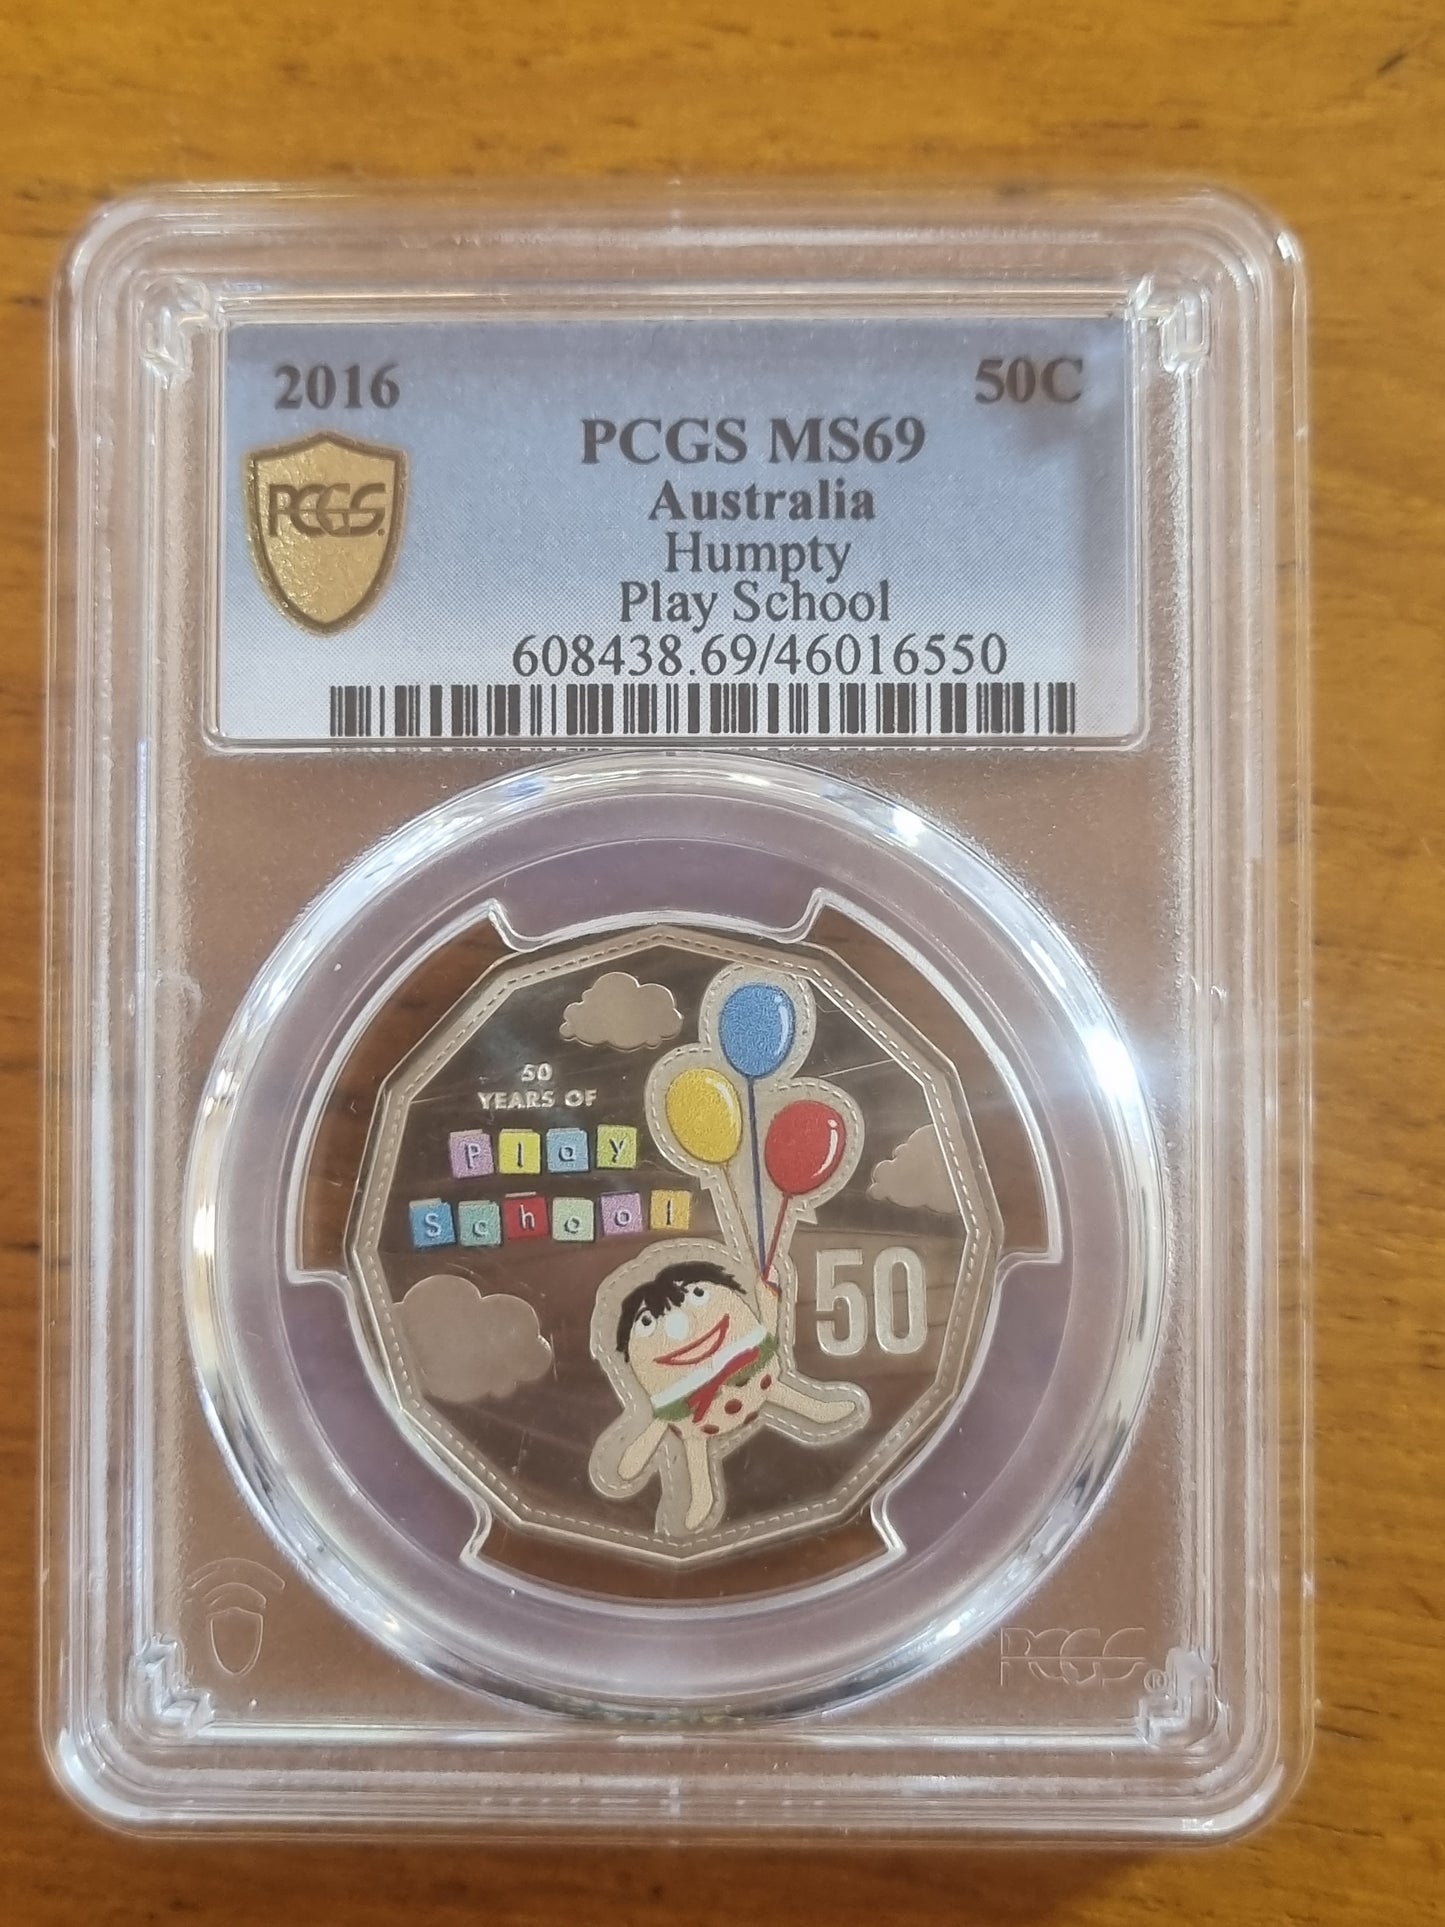 2016
50C
PCGS MS69
Australia
PCGS
Humpty
Play School
608438.69/46016550
50
YEARS OF
Play
School
50
PCGS